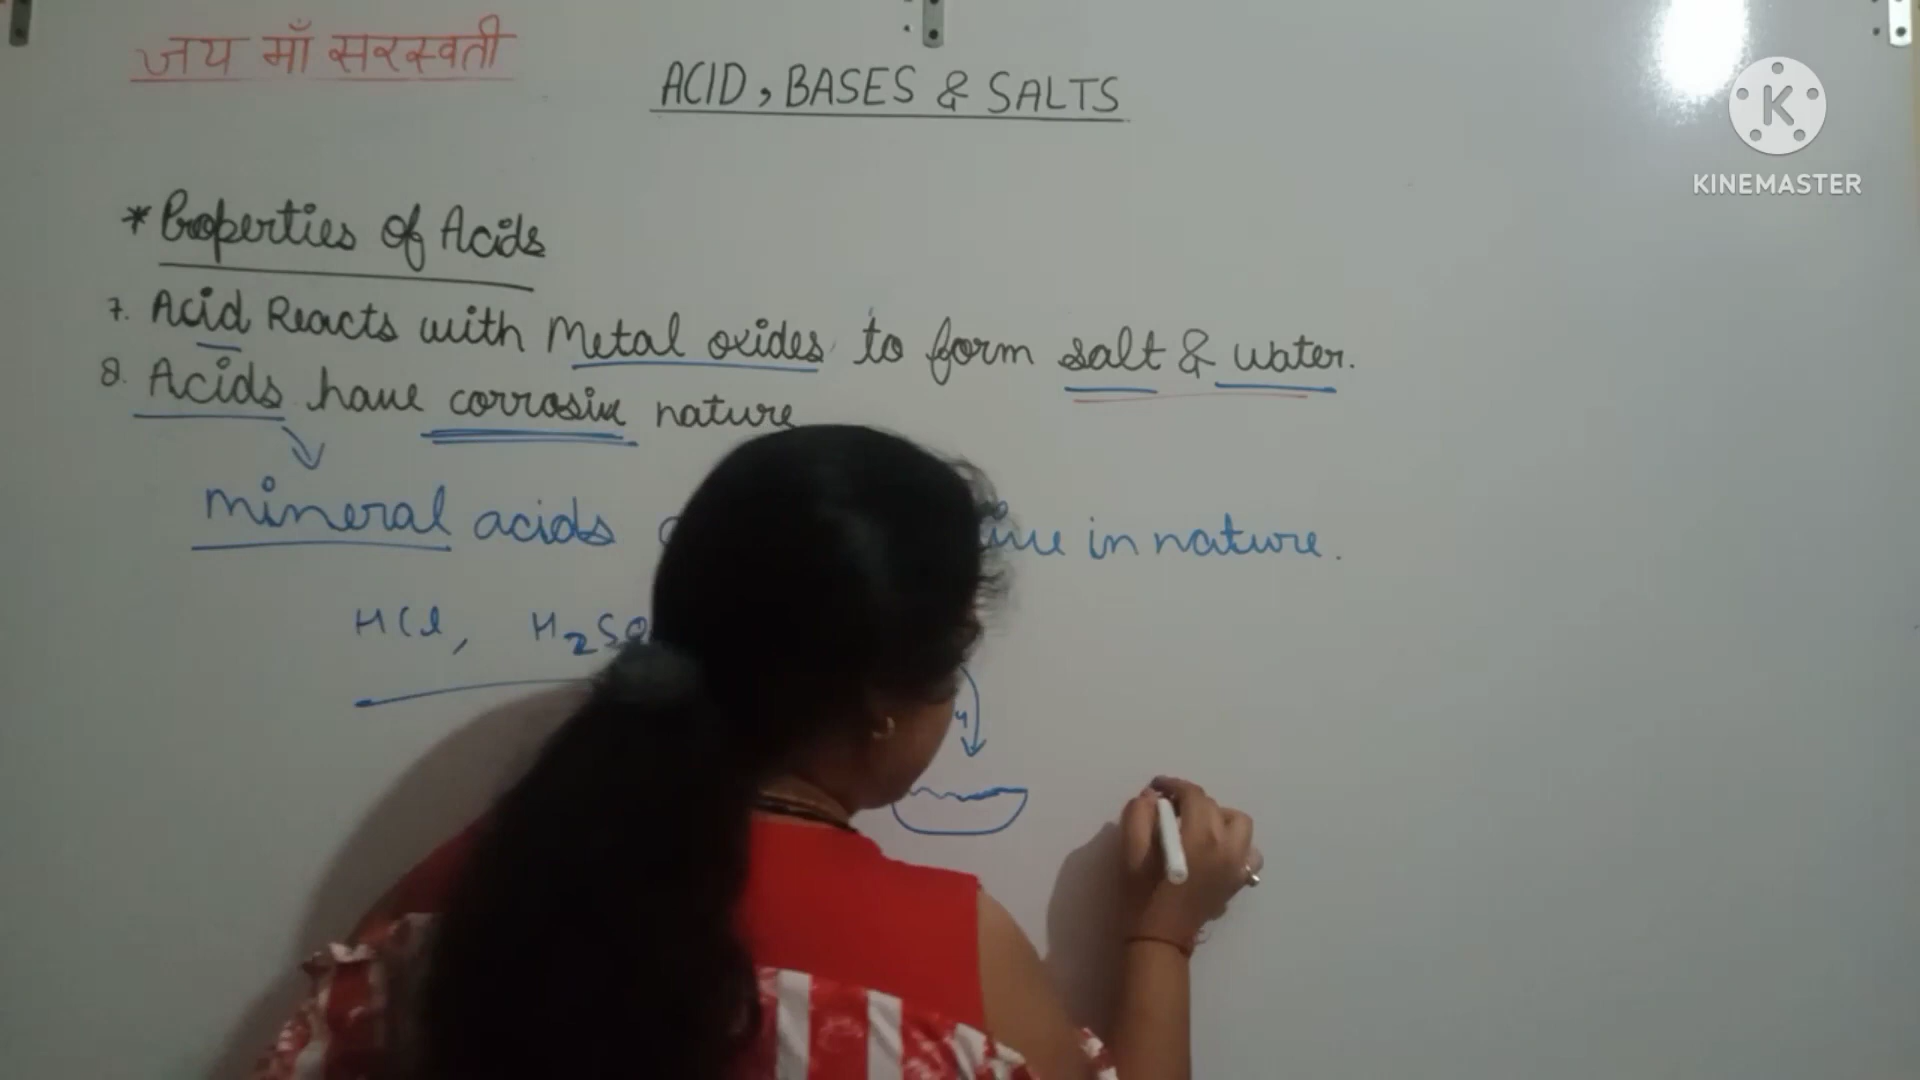 जय माँ सरस्वती
ACID, BASES & SALTS
KINEMASTER
* Properties of Acids
7. Acid Reacts with Metal oxides to form salt & water.
8. Acids have corrosive nature
mineral acids in nature.
HCl, H2SO